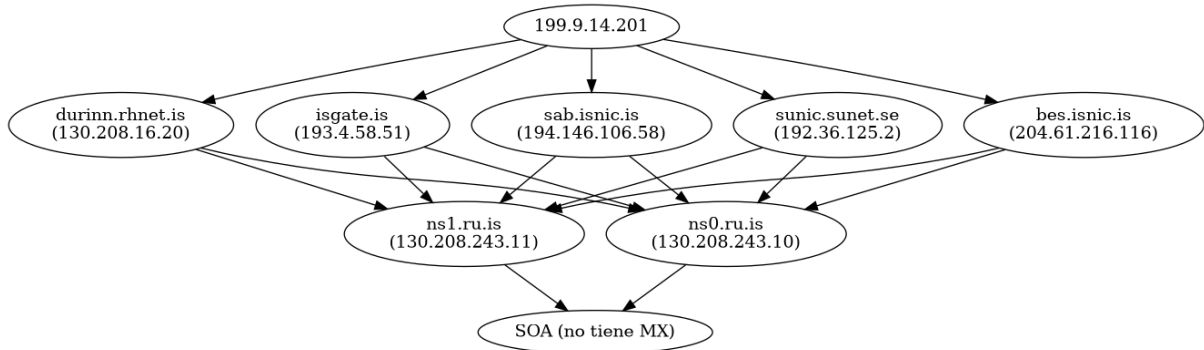 199.9.14.201
durinn.rhnet.is
(130.208.16.20)
isgate.is
(193.4.58.51)
sab.isnic.is
(194.146.106.58)
sunic.sunet.se
(192.36.125.2)
bes.isnic.is
(204.61.216.116)
ns1.ru.is
(130.208.243.11)
ns0.ru.is
(130.208.243.10)
SOA (no tiene MX)